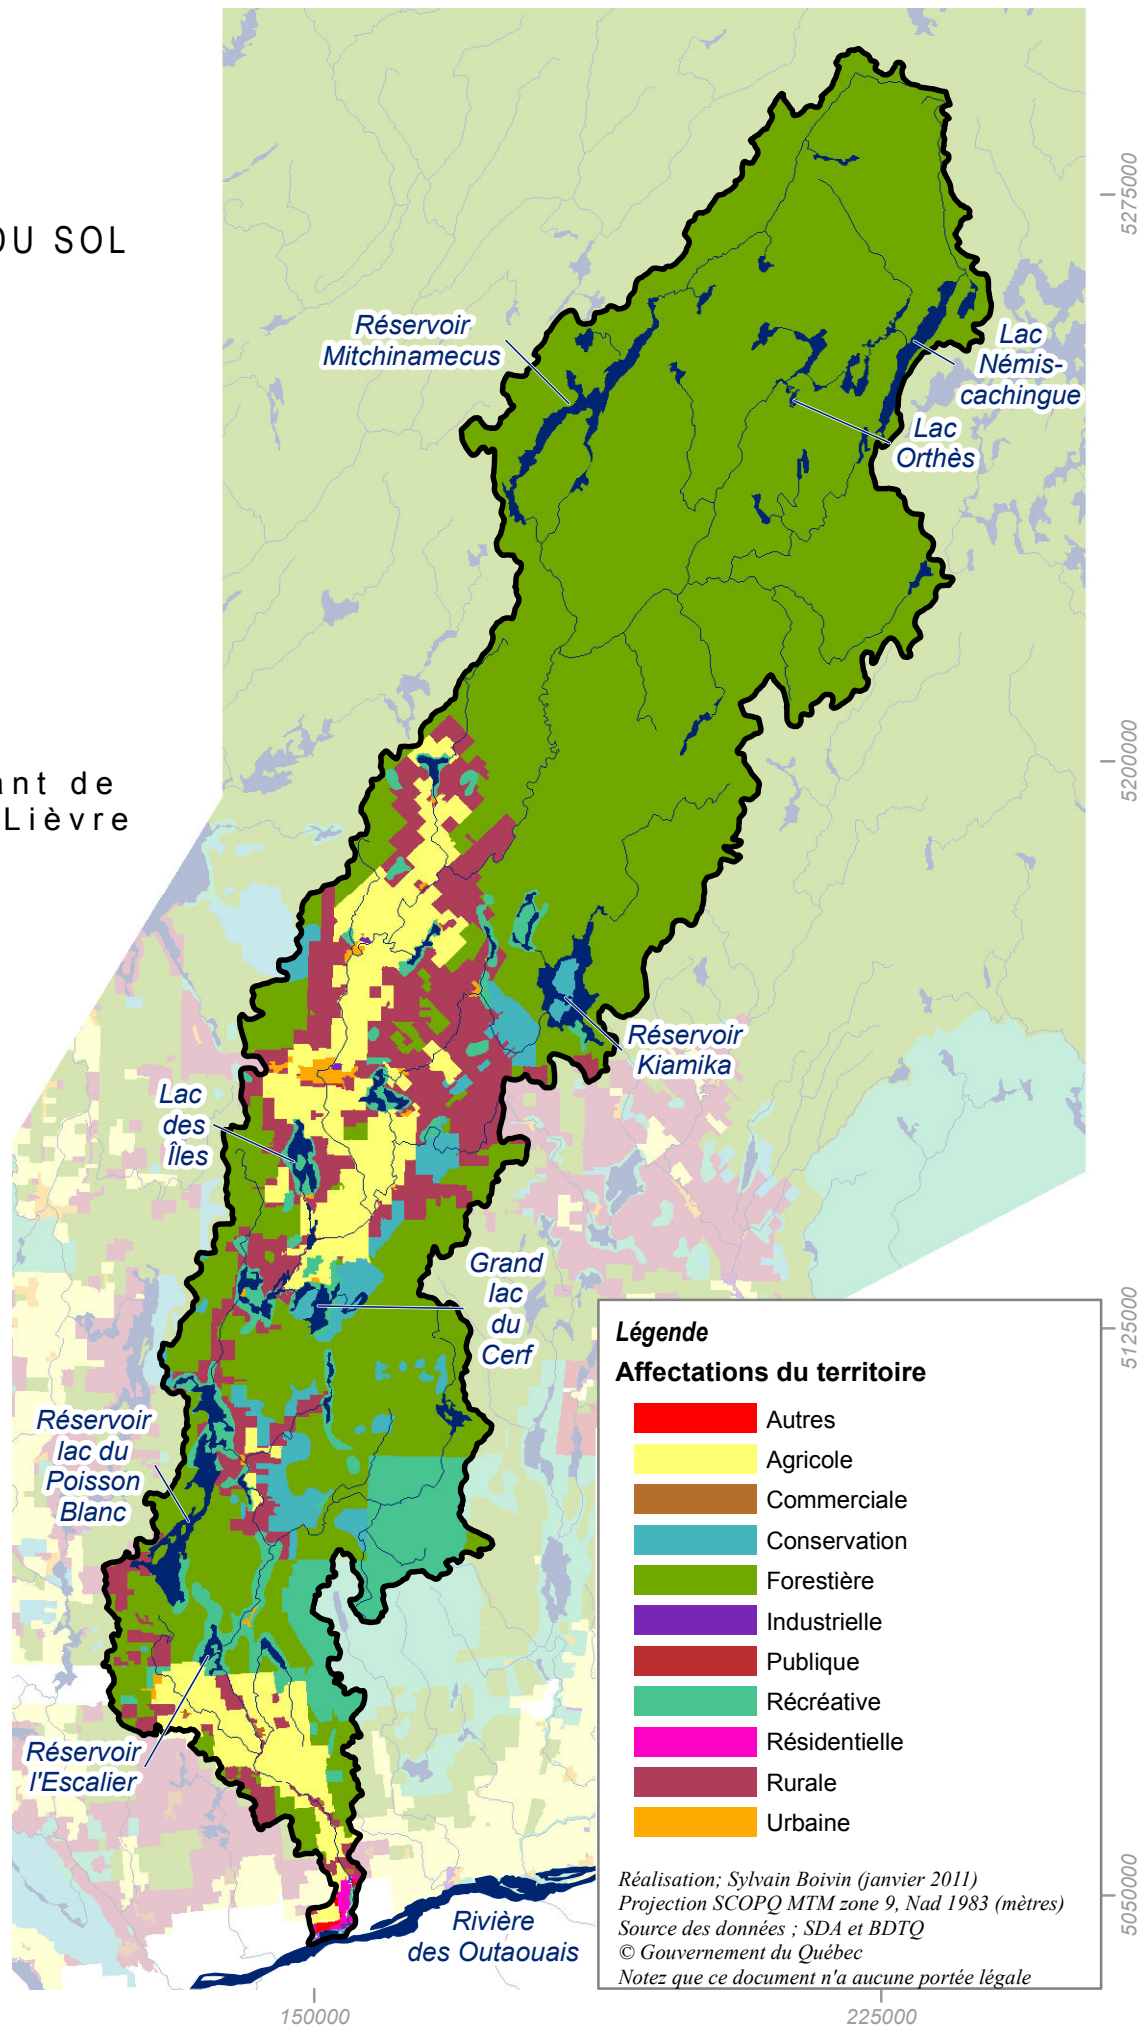 OU SOL
ant de
Lièvre
Réservoir
Mitchinamecus
Lac
Némis-
cachingue
Lac
Orthès
Réservoir
Kiamika
Lac
des
Îles
Grand
lac
du
Cerf
Réservoir
lac du
Poisson
Blanc
Réservoir
l'Escalier
Rivière
des Outaouais
5275000
5200000
5125000
5050000
150000
225000
Légende
Affectations du territoire
Autres
Agricole
Commerciale
Conservation
Forestière
Industrielle
Publique
Récréative
Résidentielle
Rurale
Urbaine
Réalisation; Sylvain Boivin (janvier 2011)
Projection SCOPQ MTM zone 9, Nad 1983 (mètres)
Source des données ; SDA et BDTQ
© Gouvernement du Québec
Notez que ce document n'a aucune portée légale